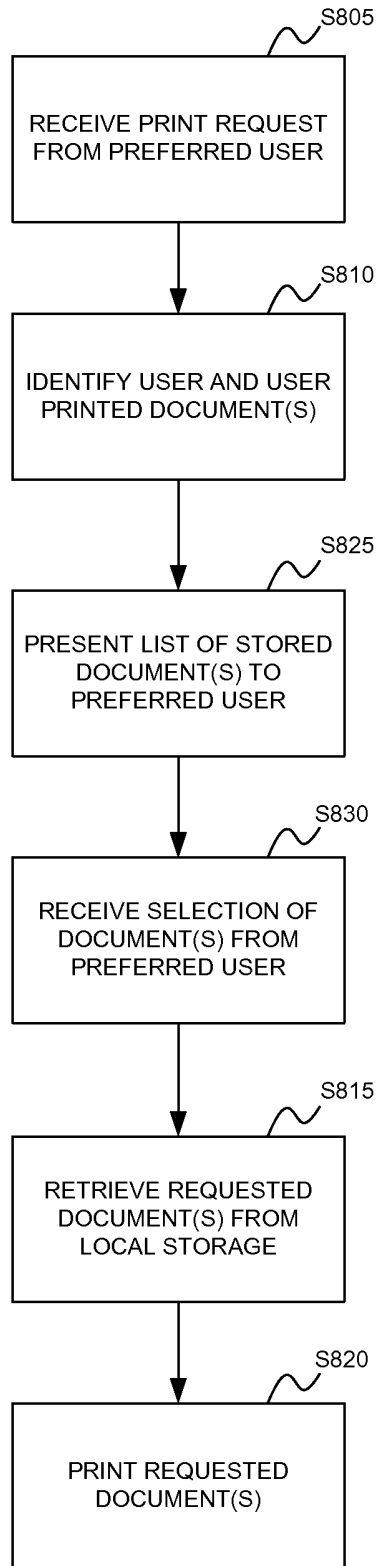 S805
RECEIVE PRINT REQUEST
FROM PREFERRED USER
S810
IDENTIFY USER AND USER
PRINTED DOCUMENT(S)
S825
PRESENT LIST OF STORED
DOCUMENT(S) TO
PREFERRED USER
S830
RECEIVE SELECTION OF
DOCUMENT(S) FROM
PREFERRED USER
S815
RETRIEVE REQUESTED
DOCUMENT(S) FROM
LOCAL STORAGE
S820
PRINT REQUESTED
DOCUMENT(S)